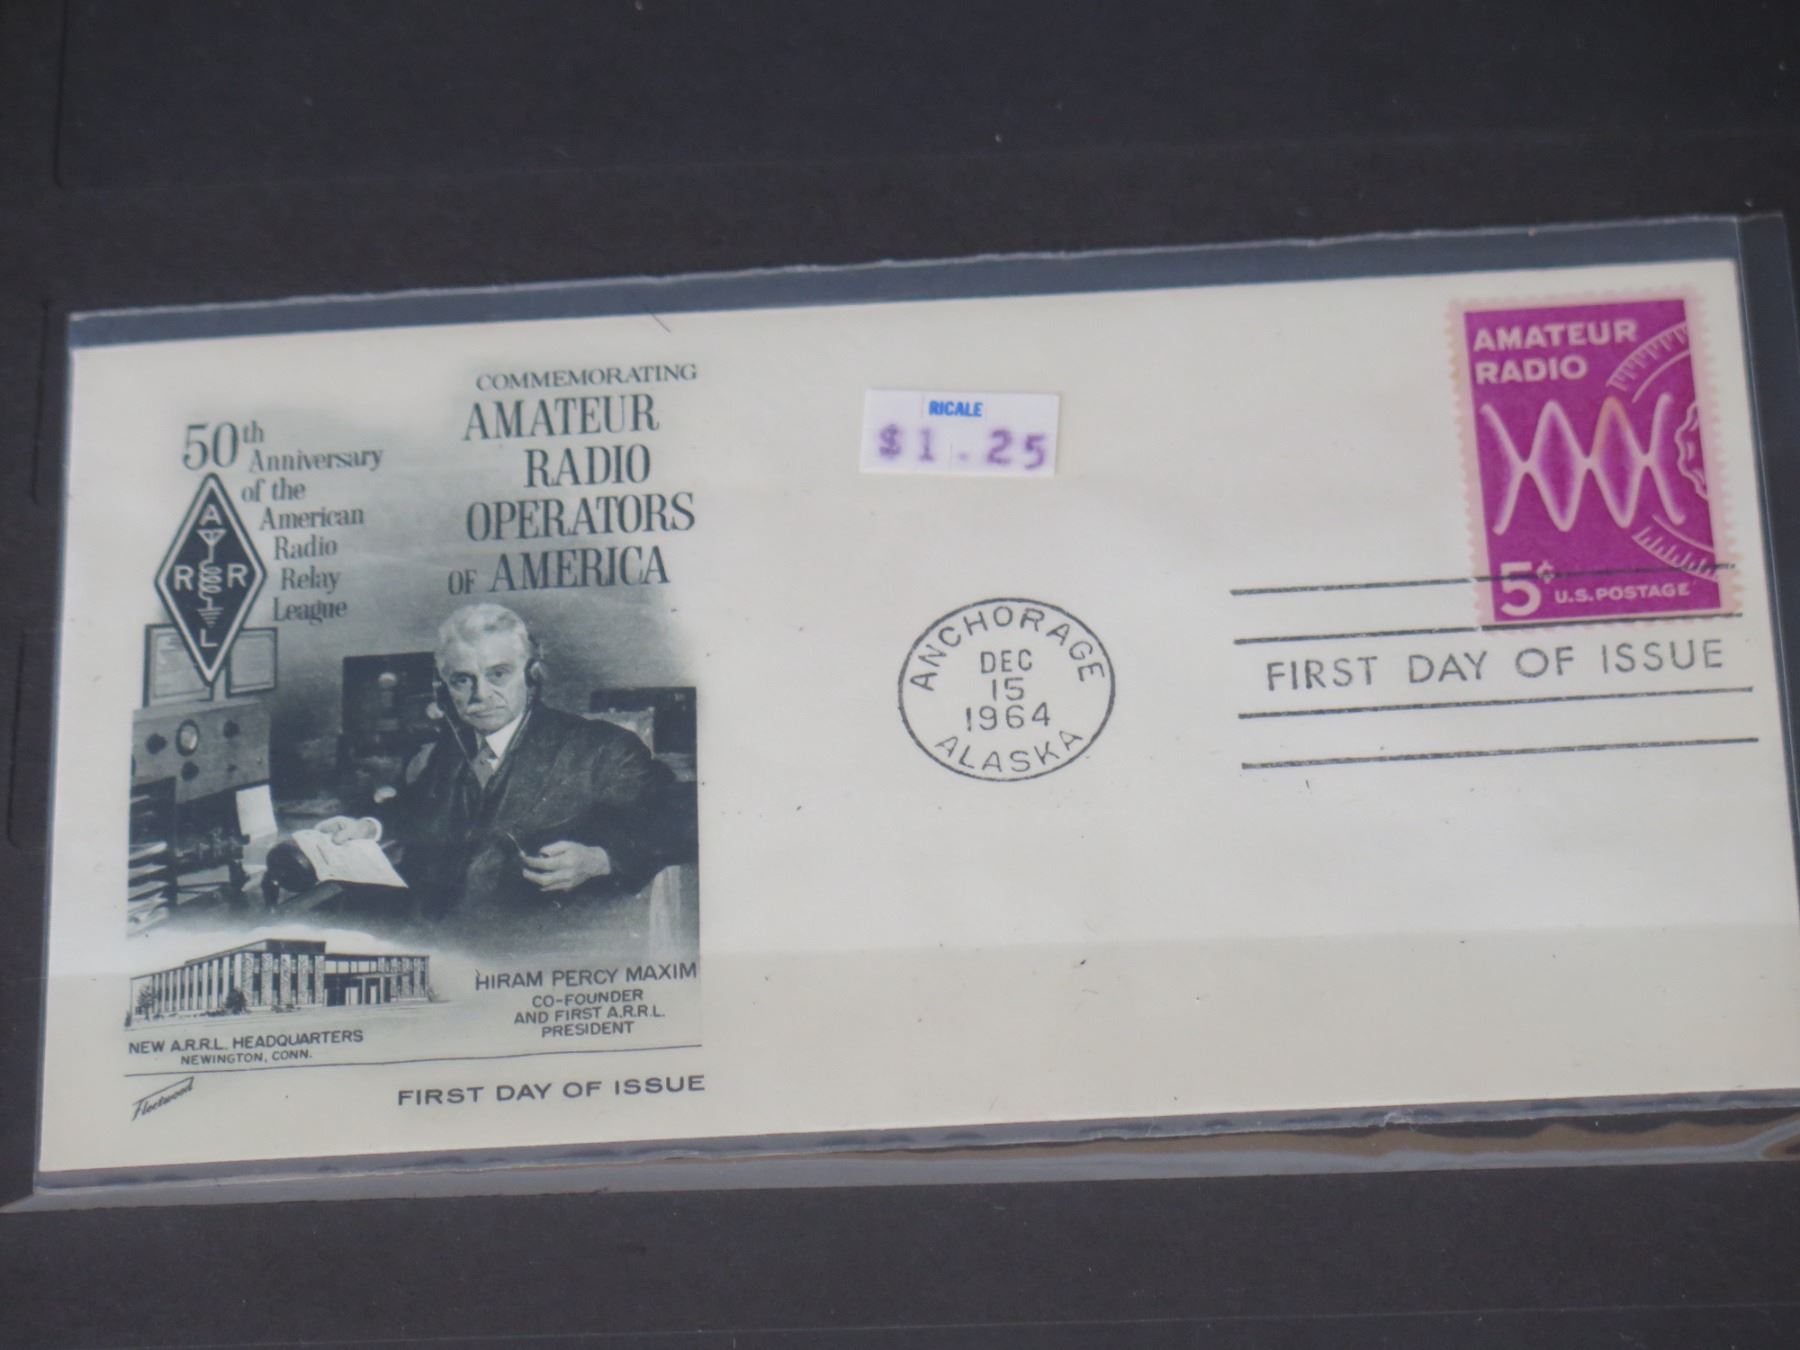 COMMEMORATING
AMATEUR
RADIO
OPERATORS
OF AMERICA
50th
Anniversary
of the
American
Radio
Relay
League
A
R R
L
HIRAM PERCY MAXIM
CO-FOUNDER
AND FIRST A.R.R.L.
PRESIDENT
NEW A.R.R.L. HEADQUARTERS
NEWINGTON, CONN.
Fleetwood
FIRST DAY OF ISSUE
RICALE
$1.25
ANCHORAGE
DEC
15
1964
ALASKA
AMATEUR
RADIO
5¢ U.S. POSTAGE
FIRST DAY OF ISSUE